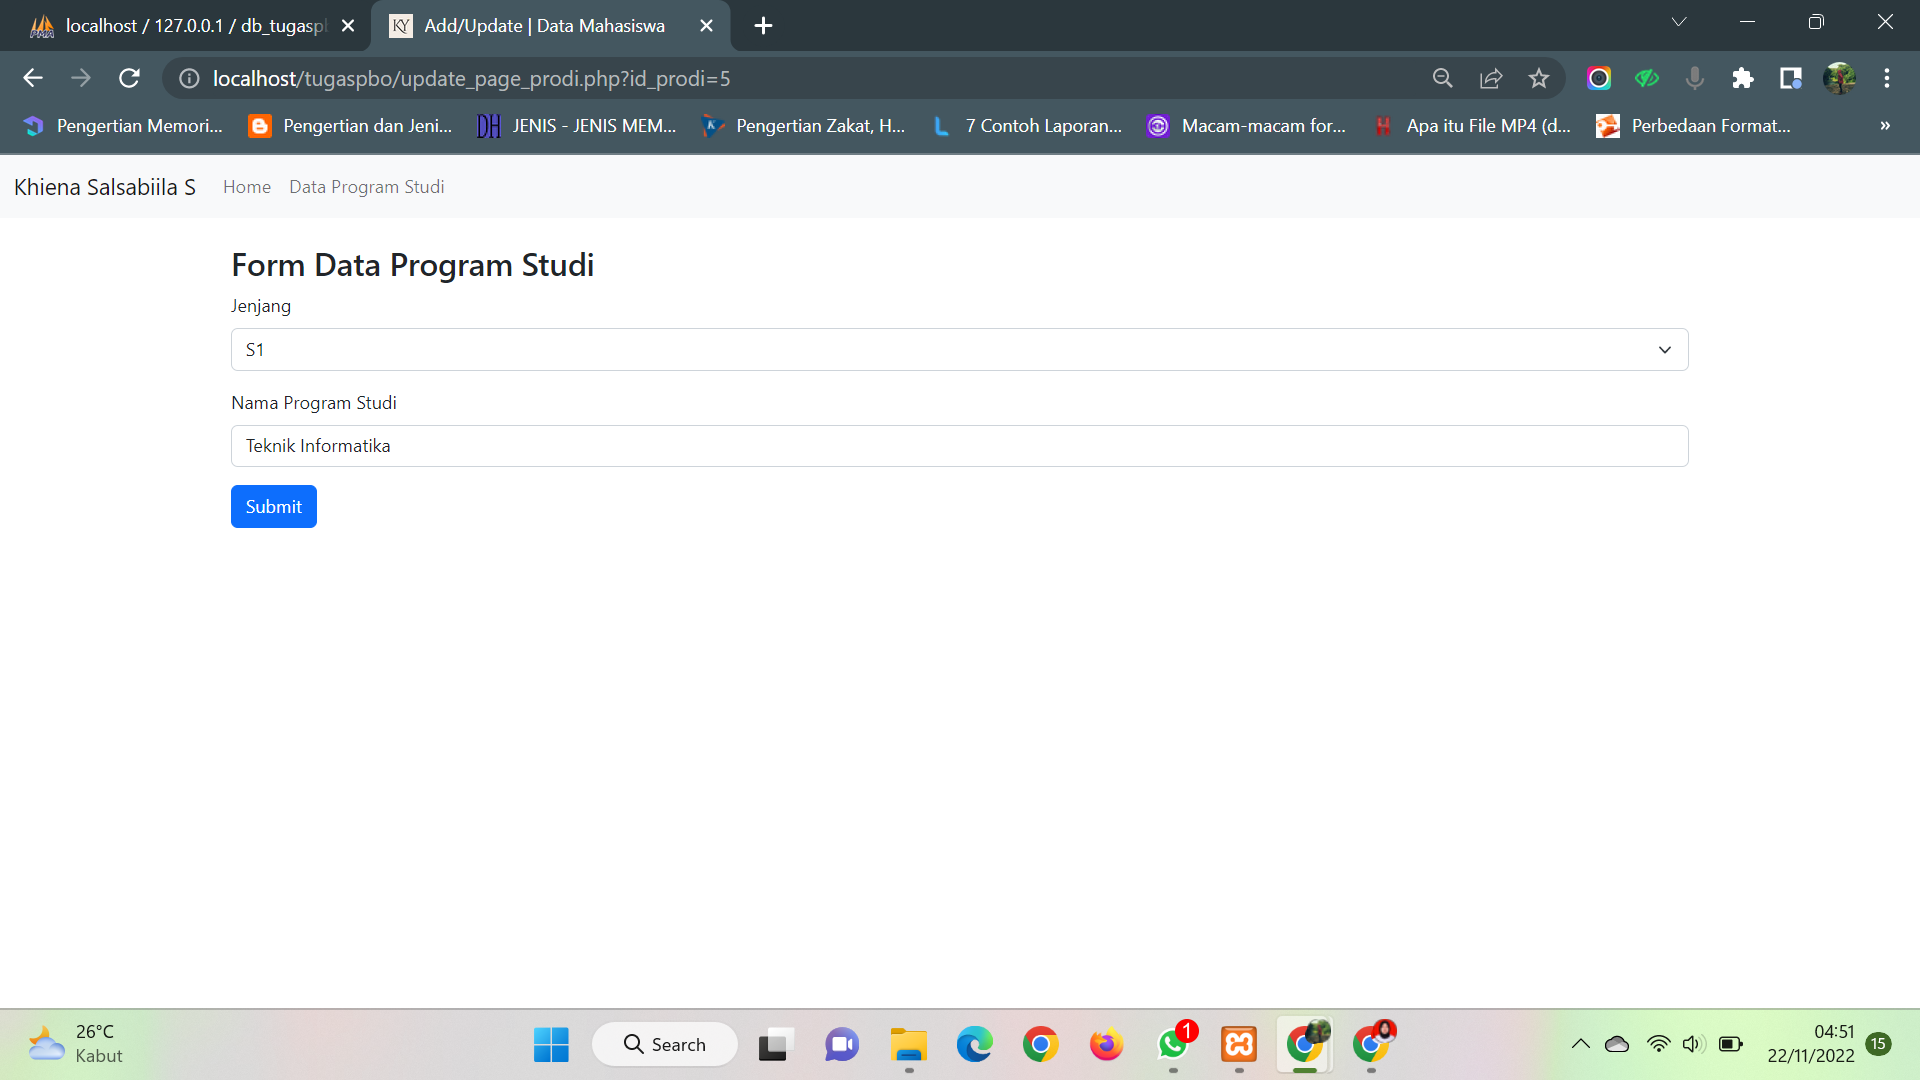 localhost / 127.0.0.1 / db_tugaspb
Add/Update | Data Mahasiswa
localhost/tugaspbo/update_page_prodi.php?id_prodi=5
Pengertian Memori...
Pengertian dan Jeni...
JENIS - JENIS MEM...
Pengertian Zakat, H...
7 Contoh Laporan...
Macam-macam for...
Apa itu File MP4 (d...
Perbedaan Format...
»
Khiena Salsabiila S
Home
Data Program Studi
Form Data Program Studi
Jenjang
S1
Nama Program Studi
Teknik Informatika
Submit
26°C
Kabut
Search
1
04:51
22/11/2022
15